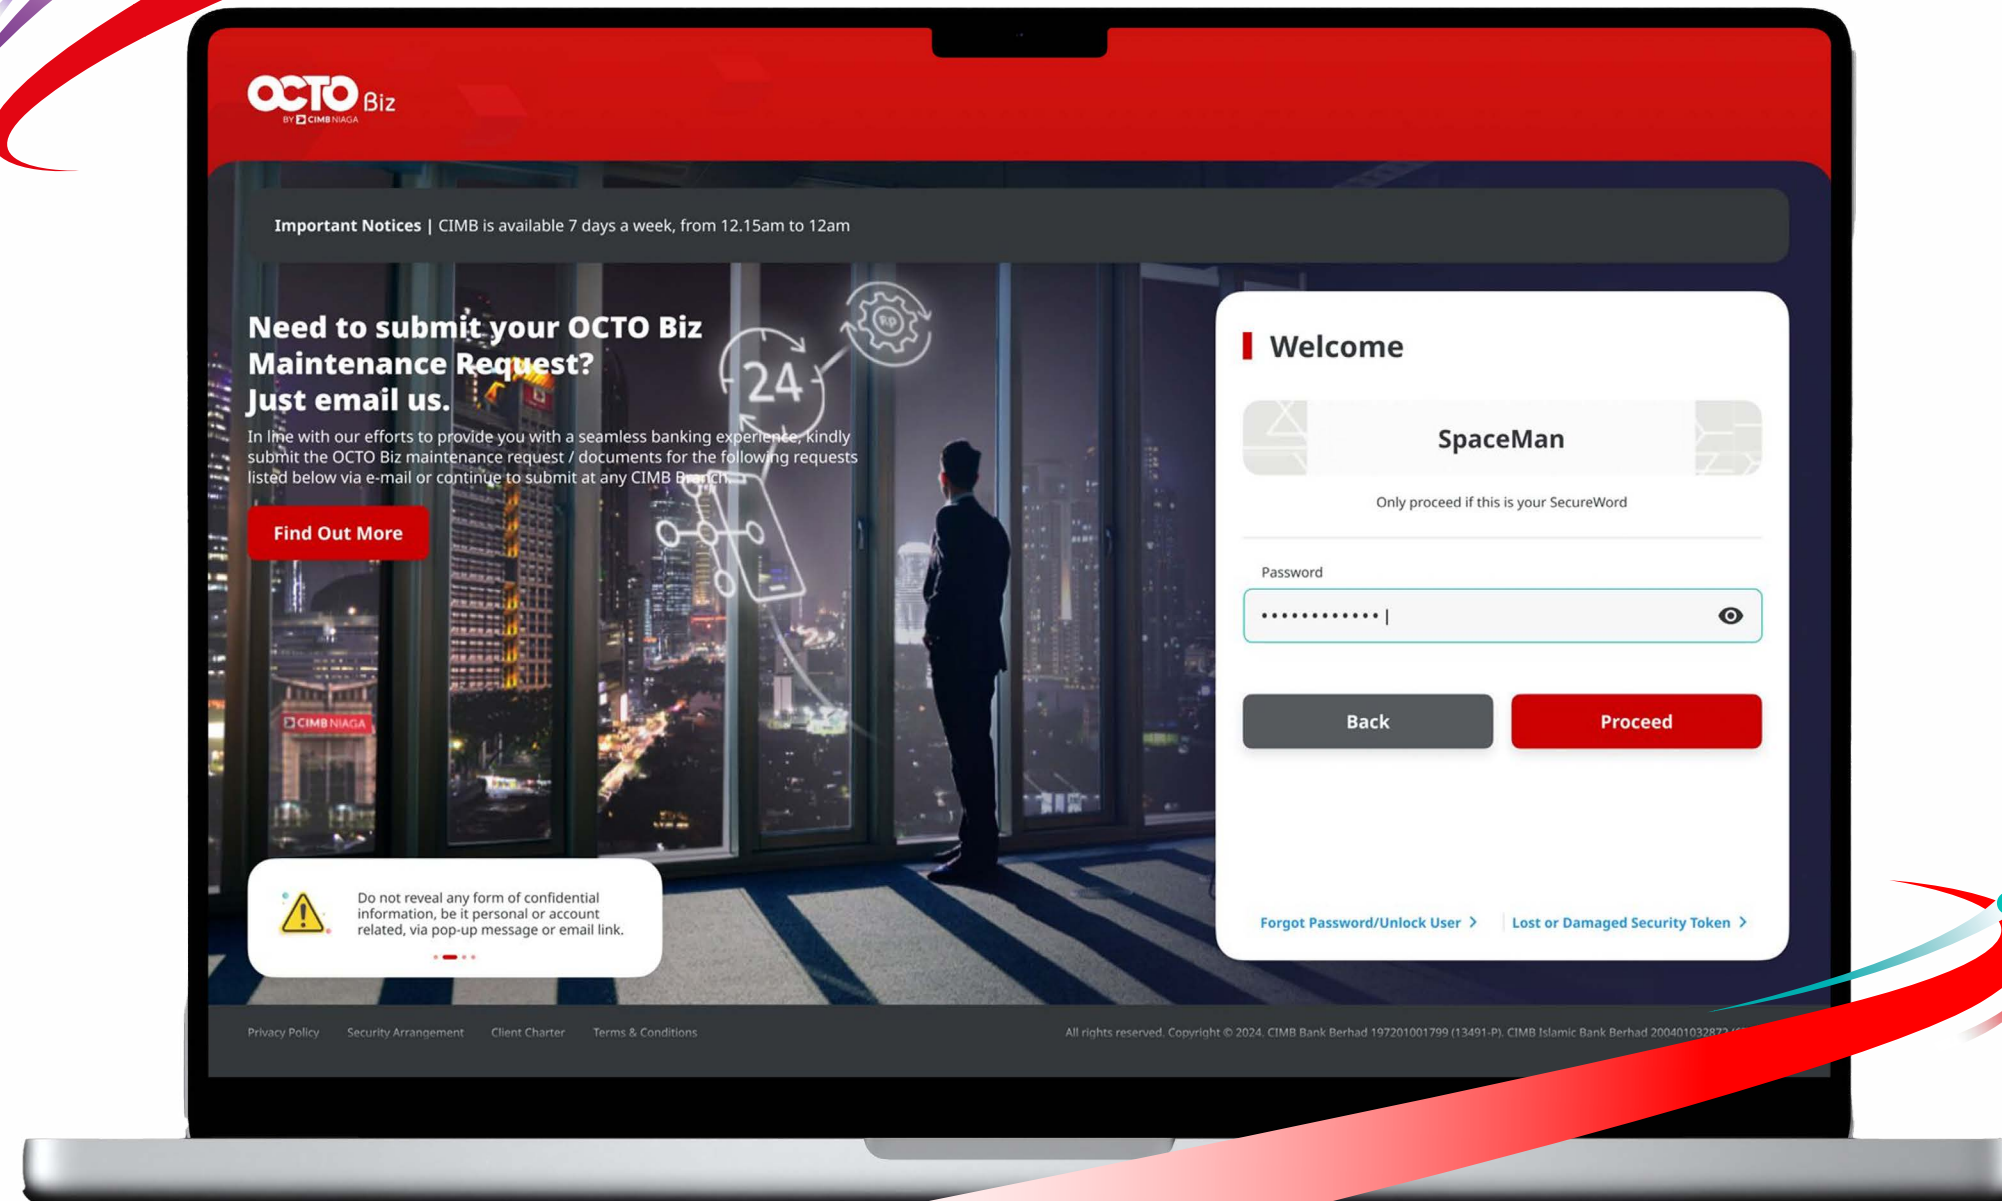 OCTO Biz
BY CIMB NIAGA
Important Notices | CIMB is available 7 days a week, from 12.15am to 12am
Need to submit your OCTO Biz
Maintenance Request?
Just email us.
In line with our efforts to provide you with a seamless banking experience, kindly
submit the OCTO Biz maintenance request / documents for the following requests
listed below via e-mail or continue to submit at any CIMB Branch.
Find Out More
24
RP
CIMB NIAGA
Do not reveal any form of confidential
information, be it personal or account
related, via pop-up message or email link.
Welcome
SpaceMan
Only proceed if this is your SecureWord
Password
Back
Proceed
Forgot Password/Unlock User
Lost or Damaged Security Token
Privacy Policy
Security Arrangement
Client Charter
Terms & Conditions
All rights reserved. Copyright © 2024. CIMB Bank Berhad 197201001799 (13491-P). CIMB Islamic Bank Berhad 200401032872